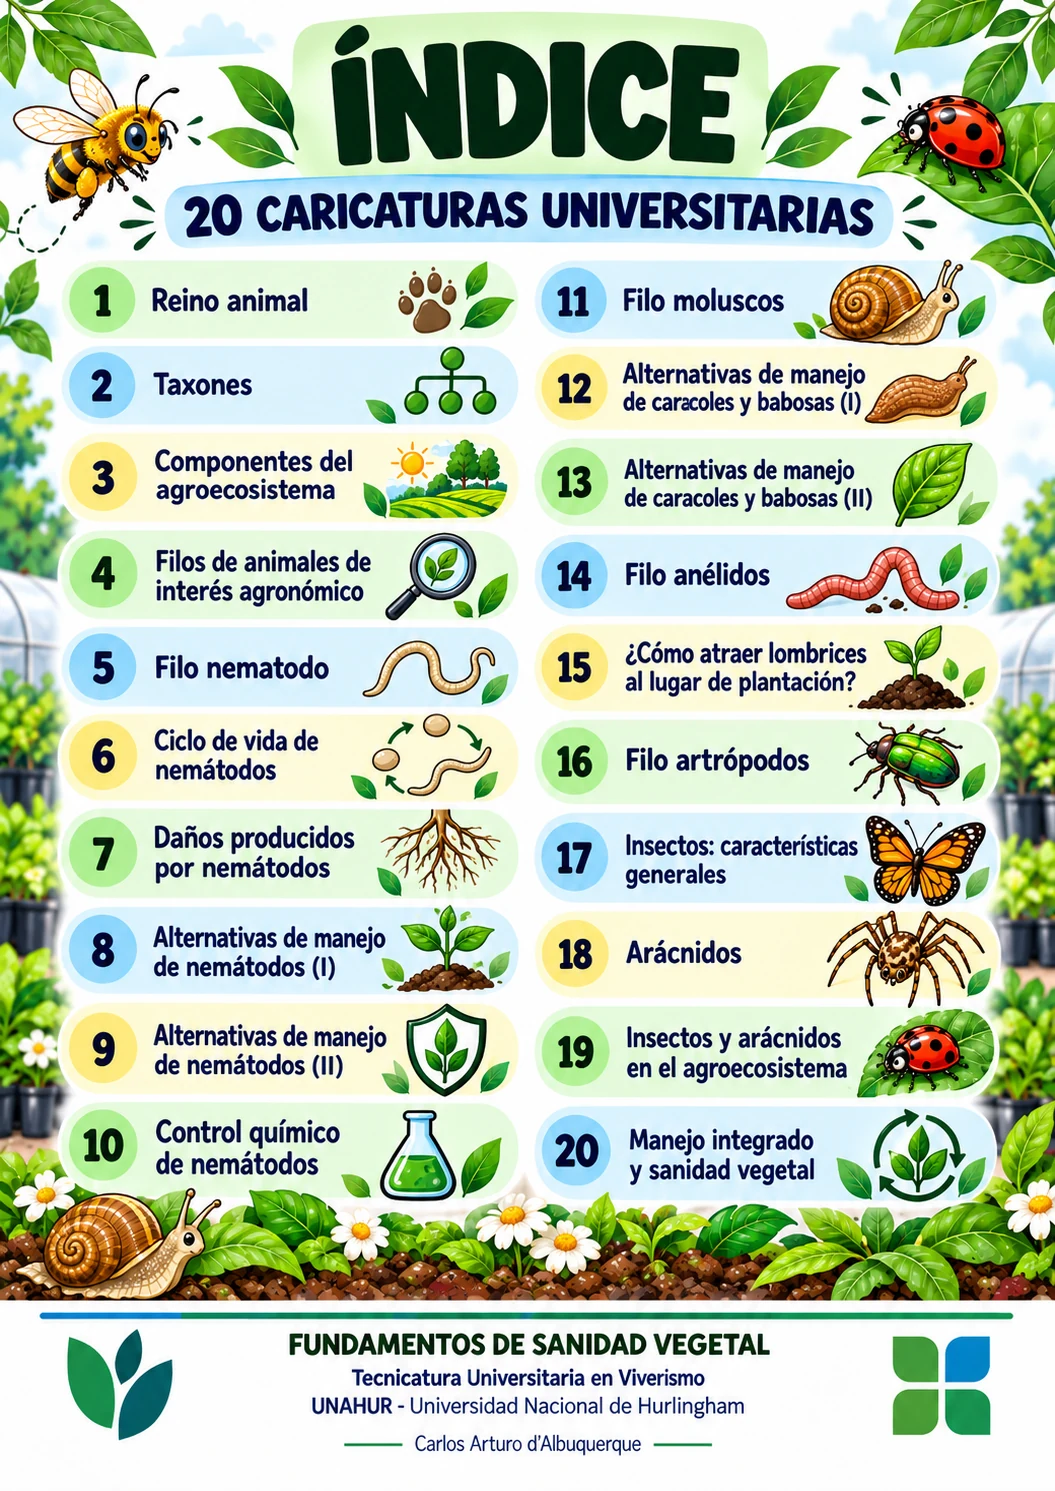 ÍNDICE
20 CARICATURAS UNIVERSITARIAS
1 Reino animal
2 Taxones
3 Componentes del
agroecosistema
4 Filos de animales de
interés agronómico
5 Filo nematodo
6 Ciclo de vida de
nemátodos
7 Daños producidos
por nemátodos
8 Alternativas de manejo
de nemátodos (I)
9 Alternativas de manejo
de nemátodos (II)
10 Control químico
de nemátodos
11 Filo moluscos
12 Alternativas de manejo
de caracoles y babosas (I)
13 Alternativas de manejo
de caracoles y babosas (II)
14 Filo anélidos
15 ¿Cómo atraer lombrices
al lugar de plantación?
16 Filo artrópodos
17 Insectos: características
generales
18 Arácnidos
19 Insectos y arácnidos
en el agroecosistema
20 Manejo integrado
y sanidad vegetal
FUNDAMENTOS DE SANIDAD VEGETAL
Tecnicatura Universitaria en Viverismo
UNAHUR - Universidad Nacional de Hurlingham
Carlos Arturo d'Albuquerque